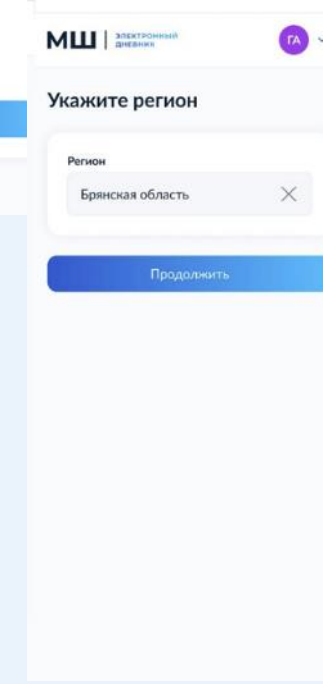 МШ
ЭЛЕКТРОННЫЙ
ДНЕВНИК
ГА
Укажите регион
Регион
Брянская область
Продолжить